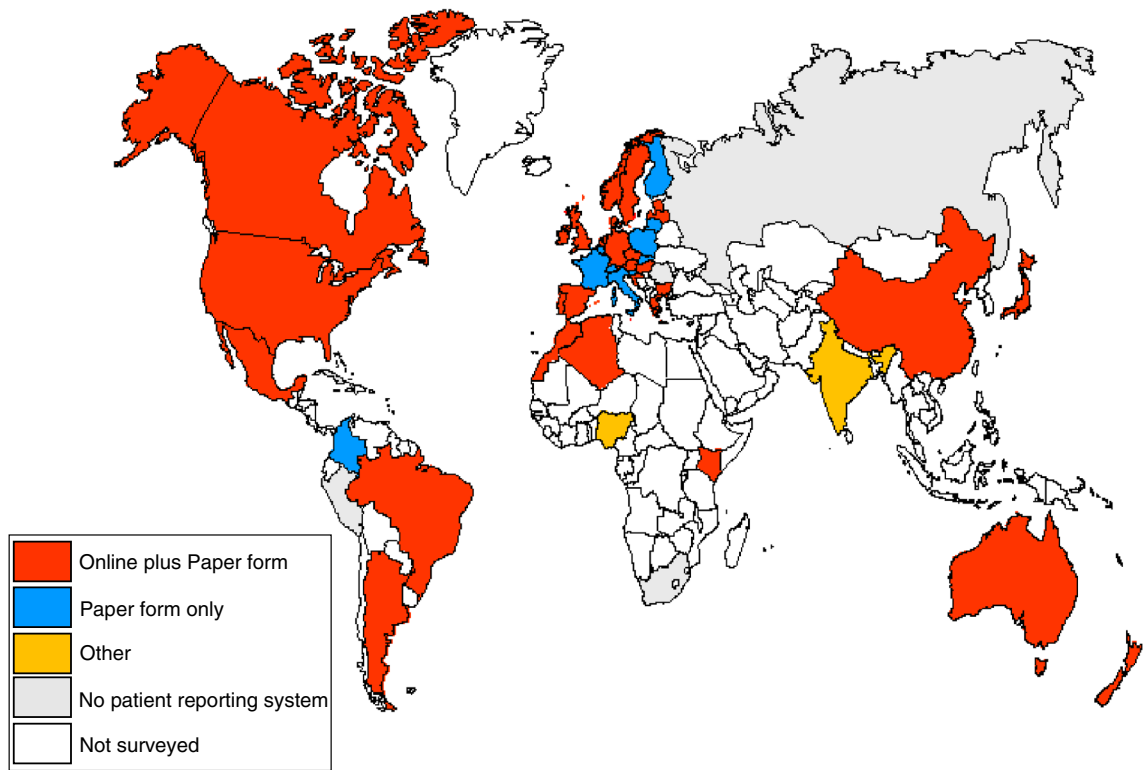 Online plus Paper form
Paper form only
Other
No patient reporting system
Not surveyed